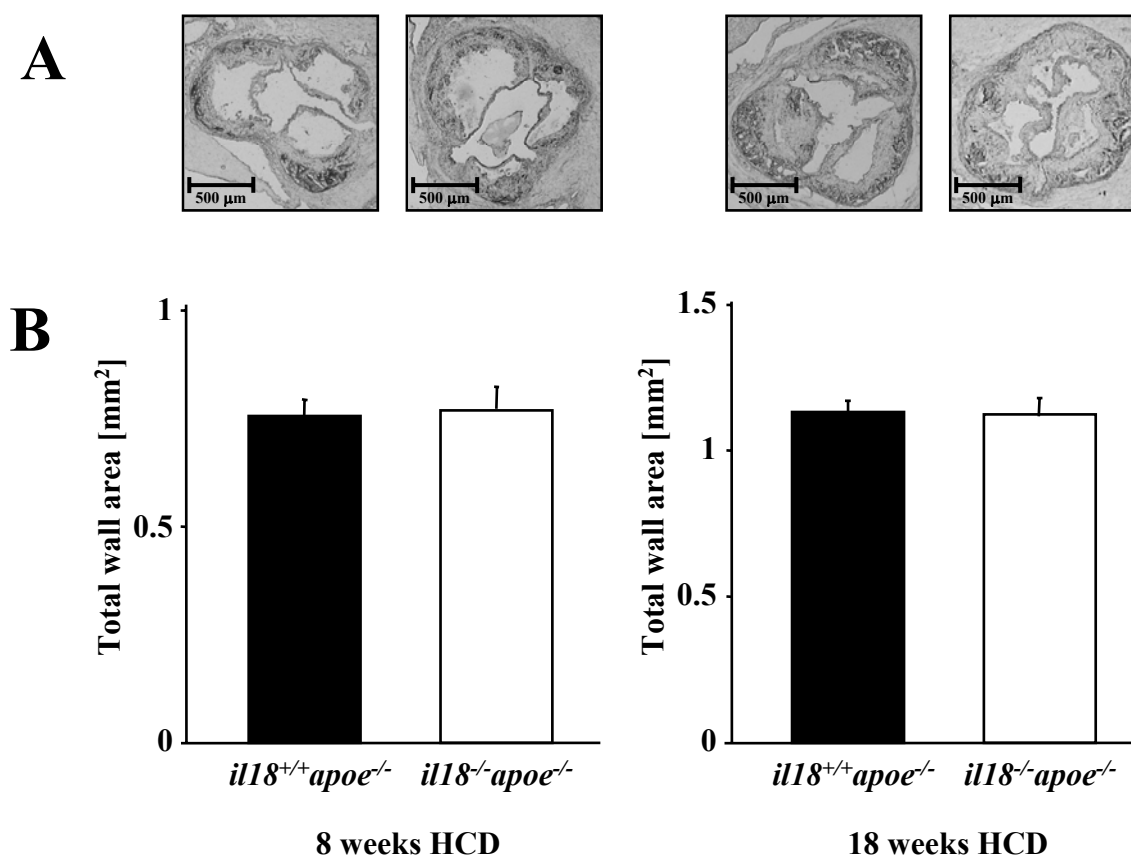 A
500 μm
500 μm
500 μm
500 μm
B
Total wall area [mm²]
1
0.5
0
il18⁺/⁺apoe⁻/⁻
il18⁻/⁻apoe⁻/⁻
8 weeks HCD
Total wall area [mm²]
1.5
1
0.5
0
il18⁺/⁺apoe⁻/⁻
il18⁻/⁻apoe⁻/⁻
18 weeks HCD